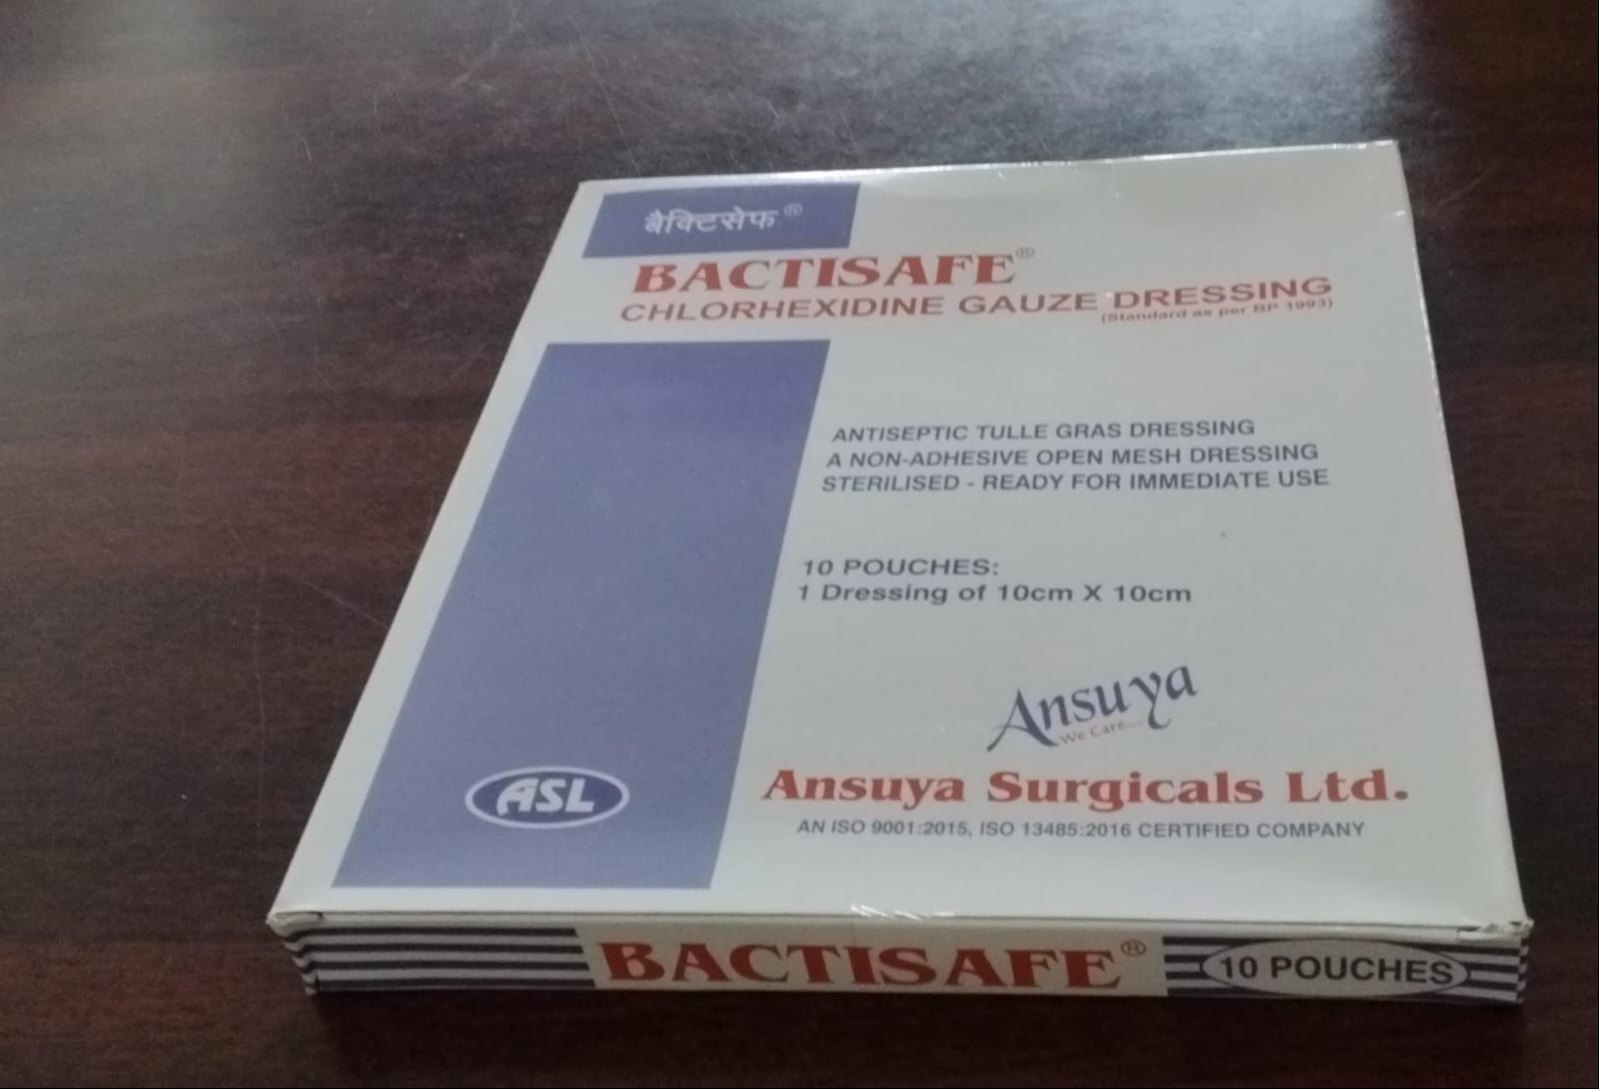 बैक्टिसेफ®
BACTISAFE®
CHLORHEXIDINE GAUZE DRESSING
(Standard as per BP 1993)
ANTISEPTIC TULLE GRAS DRESSING
A NON-ADHESIVE OPEN MESH DRESSING
STERILISED - READY FOR IMMEDIATE USE
10 POUCHES:
1 Dressing of 10cm X 10cm
Ansuya
We Care...
ASL
Ansuya Surgicals Ltd.
AN ISO 9001:2015, ISO 13485:2016 CERTIFIED COMPANY
BACTISAFE®
10 POUCHES